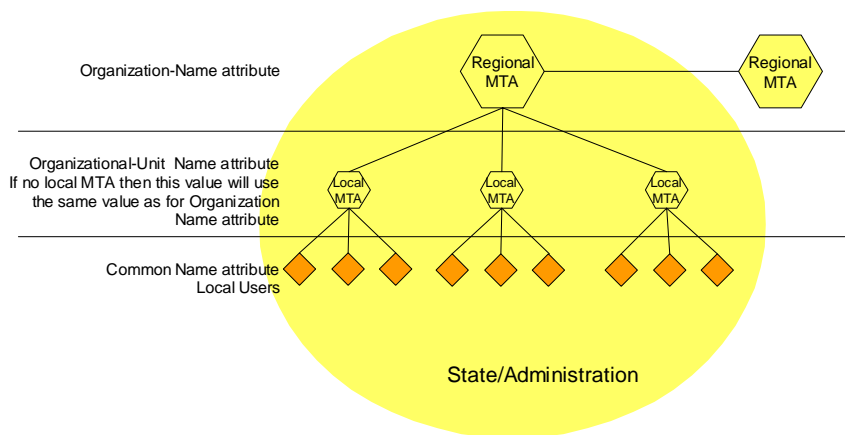 Organization-Name attribute
Regional
MTA
Regional
MTA
Organizational-Unit Name attribute
If no local MTA then this value will use
the same value as for Organization
Name attribute
Local
MTA
Local
MTA
Local
MTA
Common Name attribute
Local Users
State/Administration